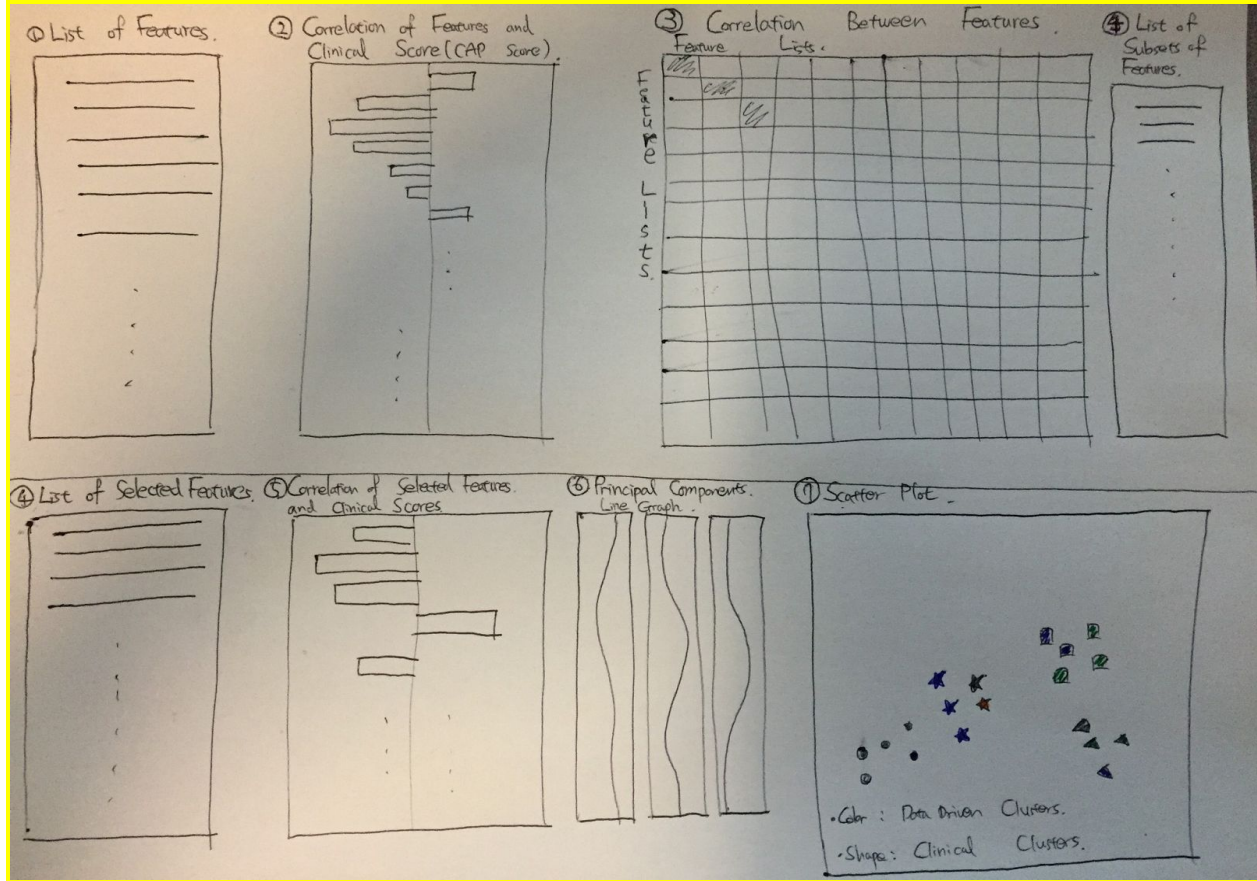 ① List of Features.
② Correlation of Features and
Clinical Score (CAP Score).
③ Correlation Between Features.
Feature Lists.
Feature Lists.
④ List of
Subsets of
Features.
④ List of Selected Features.
⑤ Correlation of Selected Features.
and Clinical Scores
⑥ Principal Components.
Line Graph.
⑦ Scatter Plot.
• Color : Data Driven Clusters.
• Shape : Clinical Clusters.